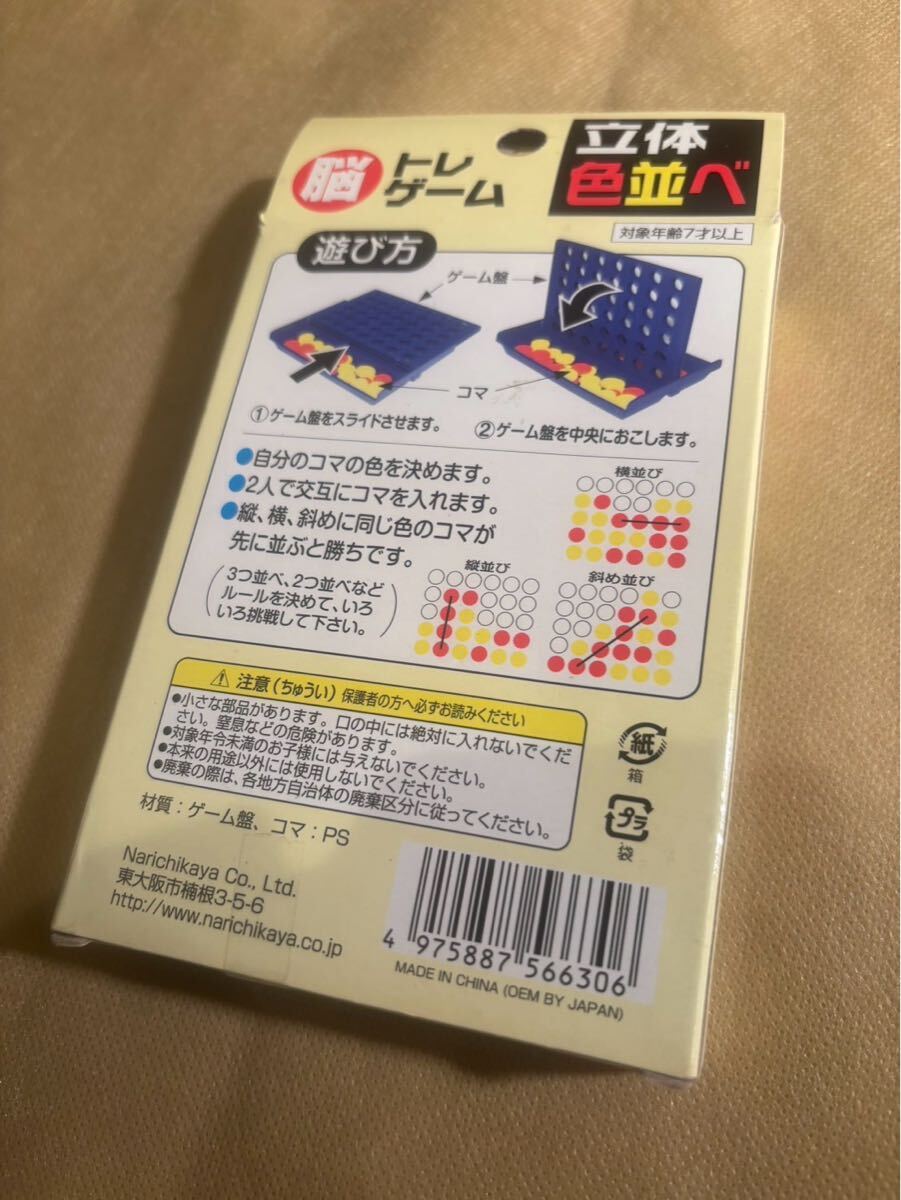 脳トレゲーム
立体
色並べ
対象年齢7才以上
遊び方
ゲーム盤
コマ
①ゲーム盤をスライドさせます。
②ゲーム盤を中央におこします。
●自分のコマの色を決めます。
●2人で交互にコマを入れます。
●縦、横、斜めに同じ色のコマが
先に並ぶと勝ちです。
(3つ並べ、2つ並べなど
ルールを決めて、いろ
いろ挑戦して下さい。)
横並び
縦並び
斜め並び
⚠ 注意(ちゅうい) 保護者の方へ必ずお読みください
●小さな部品があります。口の中には絶対に入れないでくだ
さい。窒息などの危険があります。
●対象年令未満のお子様には与えないでください。
●本来の用途以外には使用しないでください。
●廃棄の際は、各地方自治体の廃棄区分に従ってください。
紙
箱
プラ
袋
材質:ゲーム盤、コマ:PS
Narichikaya Co., Ltd.
東大阪市楠根3-5-6
http://www.narichikaya.co.jp
4 975887 566306
MADE IN CHINA (OEM BY JAPAN)